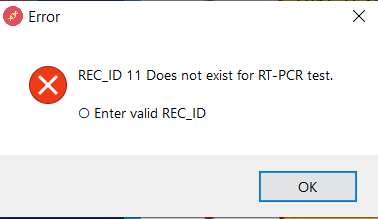 Error
REC_ID 11 Does not exist for RT-PCR test.
O Enter valid REC_ID
OK